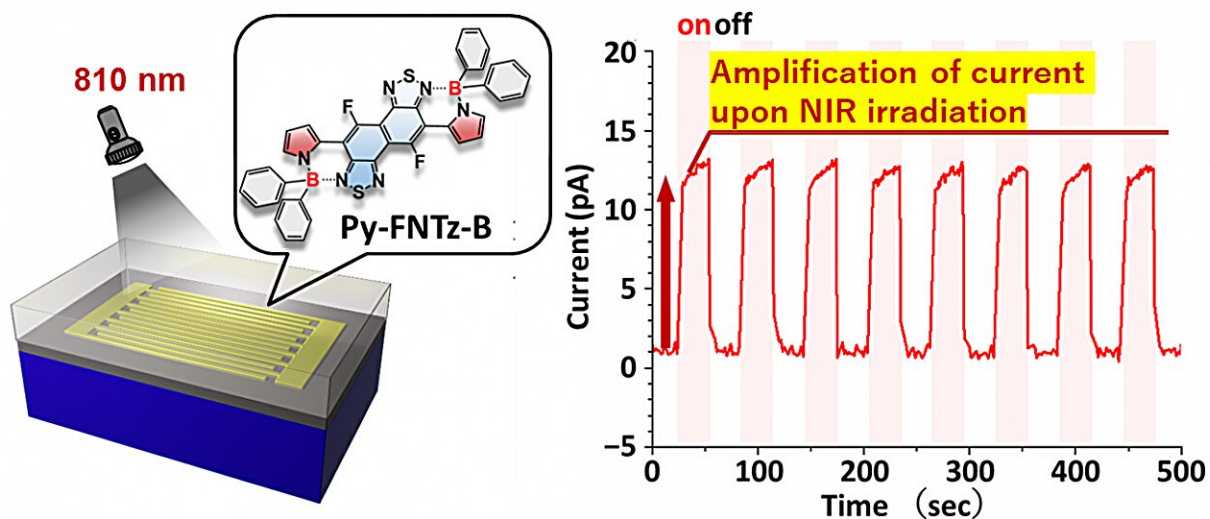 810 nm
S
N
N
B
N
F
F
N
B
N
N
S
Py-FNTz-B
on off
Amplification of current
upon NIR irradiation
Current (pA)
20
15
10
5
0
−5
0
100
200
300
400
500
Time (sec)